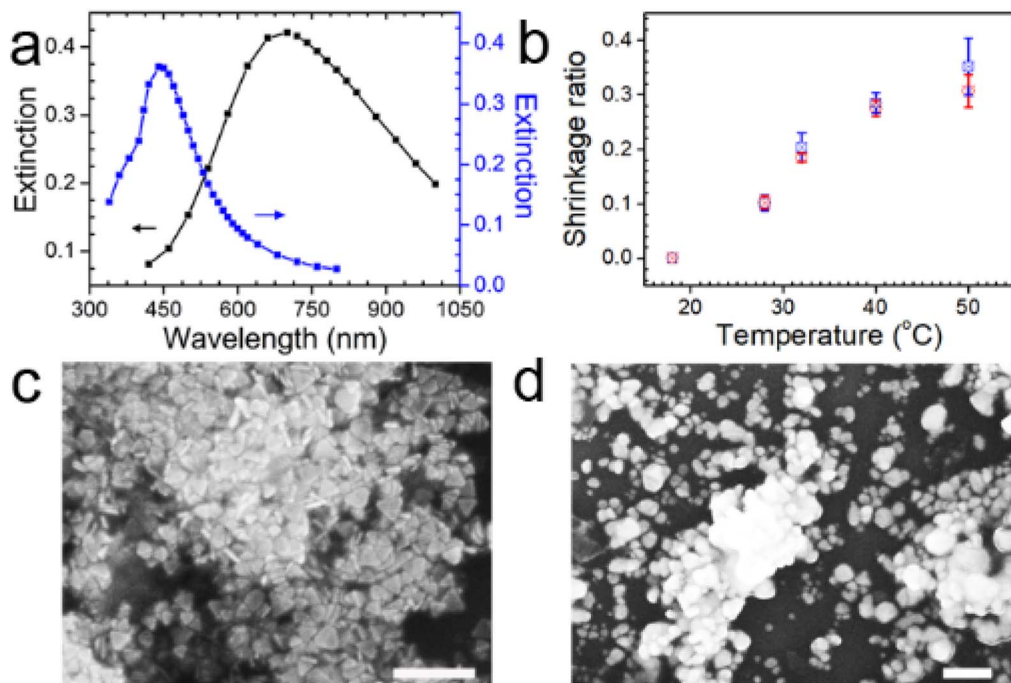 a
Extinction
0.4
0.3
0.2
0.1
300 450 600 750 900 1050
Wavelength (nm)
0.4
0.3
0.2
0.1
0.0
Extinction
b
Shrinkage ratio
0.4
0.3
0.2
0.1
0.0
20 30 40 50
Temperature (°C)
c
d